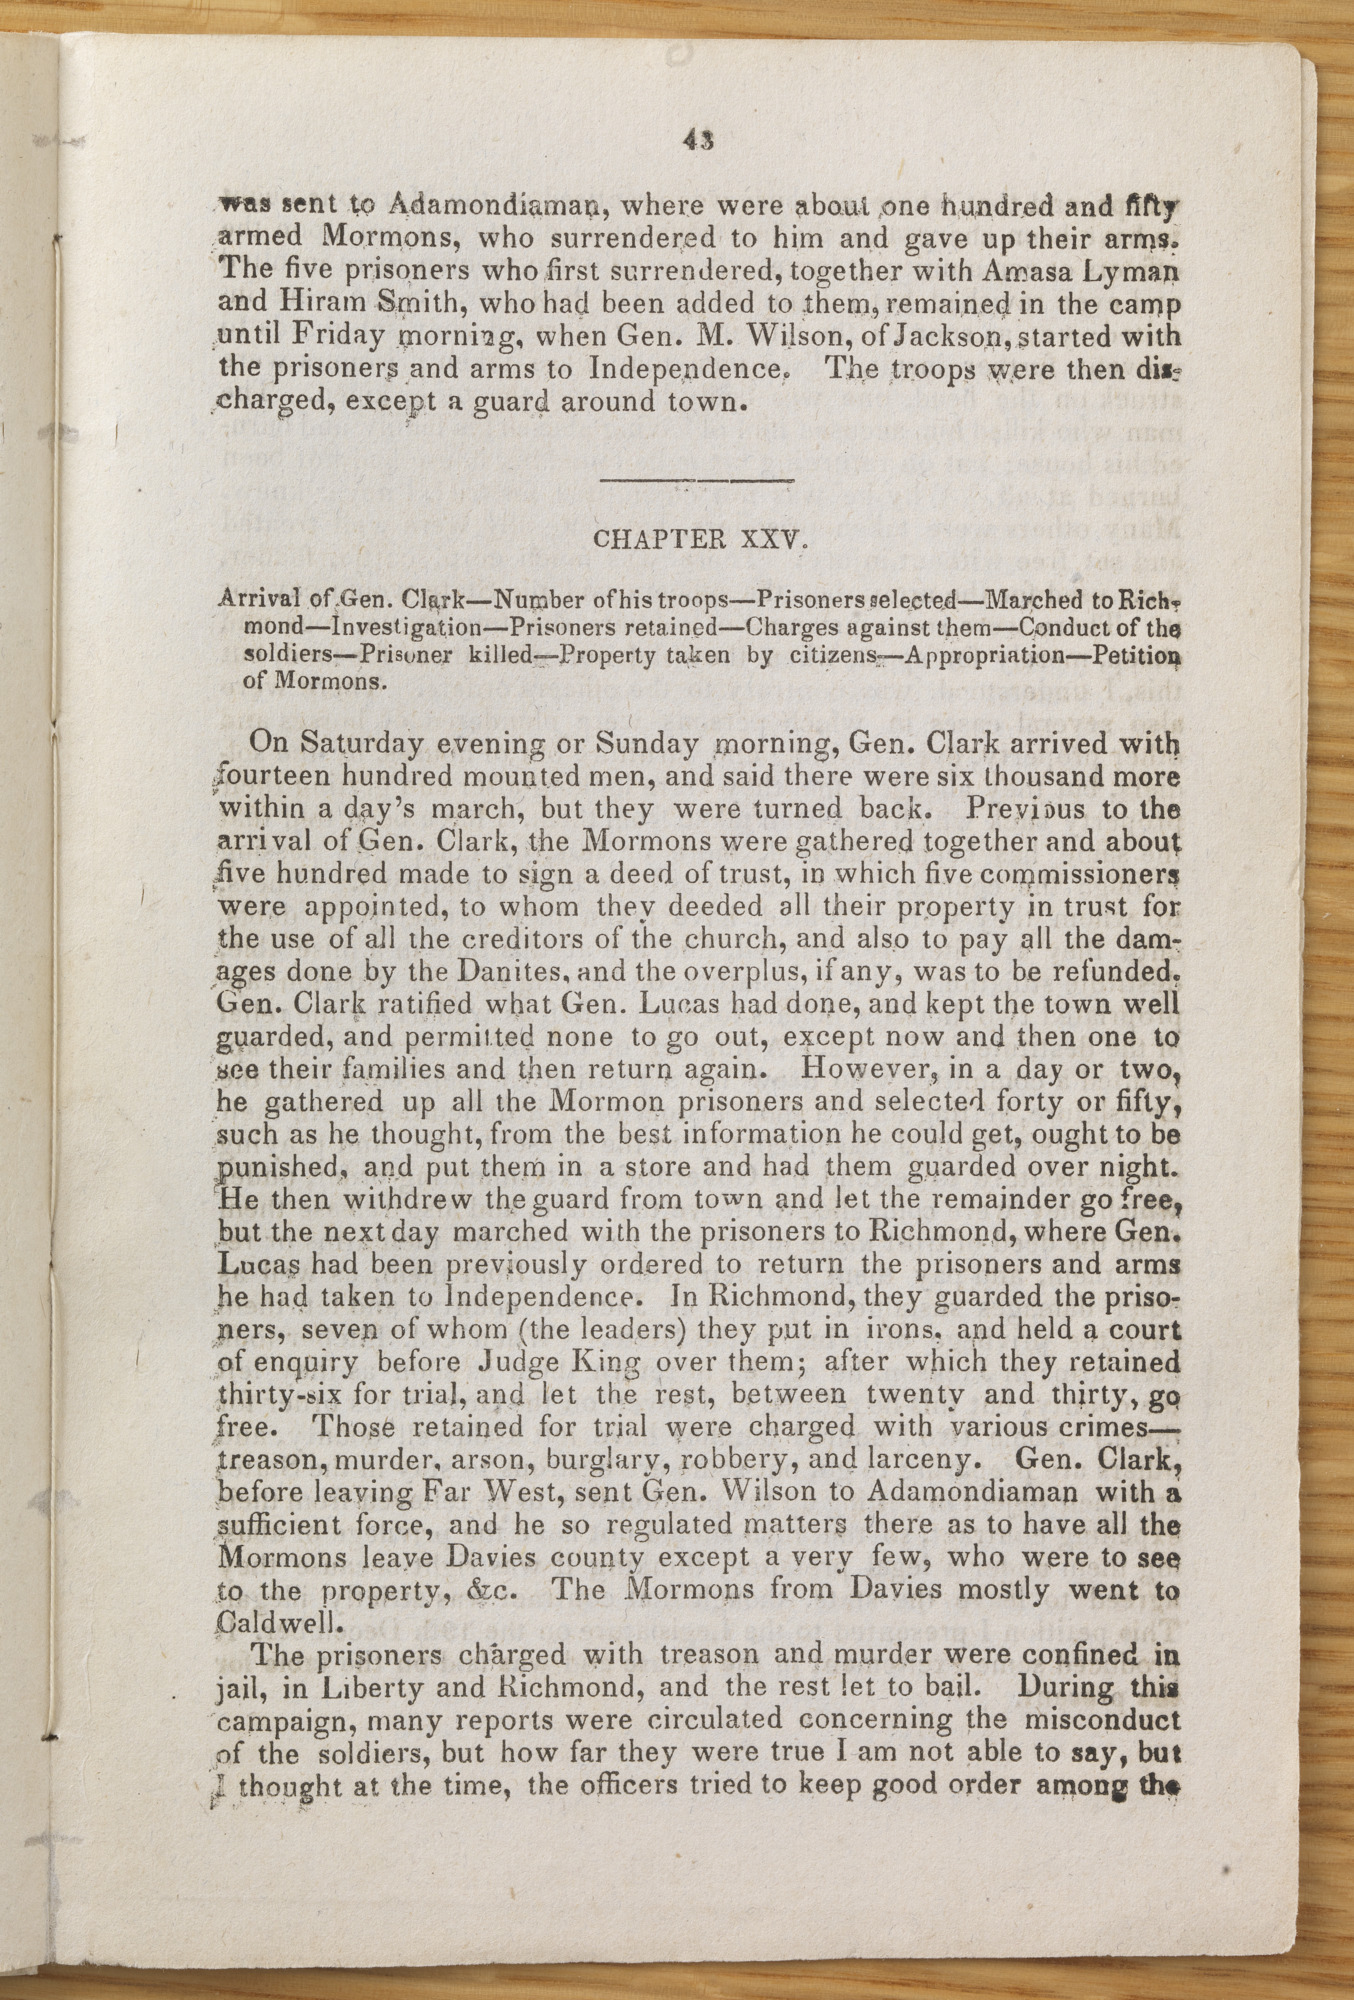 43
was sent to Adamondiaman, where were about one hundred and fifty
armed Mormons, who surrendered to him and gave up their arms.
The five prisoners who first surrendered, together with Amasa Lyman
and Hiram Smith, who had been added to them, remained in the camp
until Friday morning, when Gen. M. Wilson, of Jackson, started with
the prisoners and arms to Independence. The troops were then dis-
charged, except a guard around town.
CHAPTER XXV.
Arrival of Gen. Clark—Number of his troops—Prisoners selected—Marched to Rich-
mond—Investigation—Prisoners retained—Charges against them—Conduct of the
soldiers—Prisoner killed—Property taken by citizens—Appropriation—Petition
of Mormons.
On Saturday evening or Sunday morning, Gen. Clark arrived with
fourteen hundred mounted men, and said there were six thousand more
within a day's march, but they were turned back. Previous to the
arrival of Gen. Clark, the Mormons were gathered together and about
five hundred made to sign a deed of trust, in which five commissioners
were appointed, to whom they deeded all their property in trust for
the use of all the creditors of the church, and also to pay all the dam-
ages done by the Danites, and the overplus, if any, was to be refunded.
Gen. Clark ratified what Gen. Lucas had done, and kept the town well
guarded, and permitted none to go out, except now and then one to
see their families and then return again. However, in a day or two,
he gathered up all the Mormon prisoners and selected forty or fifty,
such as he thought, from the best information he could get, ought to be
punished, and put them in a store and had them guarded over night.
He then withdrew the guard from town and let the remainder go free,
but the next day marched with the prisoners to Richmond, where Gen.
Lucas had been previously ordered to return the prisoners and arms
he had taken to Independence. In Richmond, they guarded the priso-
ners, seven of whom (the leaders) they put in irons, and held a court
of enquiry before Judge King over them; after which they retained
thirty-six for trial, and let the rest, between twenty and thirty, go
free. Those retained for trial were charged with various crimes—
treason, murder, arson, burglary, robbery, and larceny. Gen. Clark,
before leaving Far West, sent Gen. Wilson to Adamondiaman with a
sufficient force, and he so regulated matters there as to have all the
Mormons leave Davies county except a very few, who were to see
to the property, &c. The Mormons from Davies mostly went to
Caldwell.
The prisoners charged with treason and murder were confined in
jail, in Liberty and Richmond, and the rest let to bail. During this
campaign, many reports were circulated concerning the misconduct
of the soldiers, but how far they were true I am not able to say, but
I thought at the time, the officers tried to keep good order among the